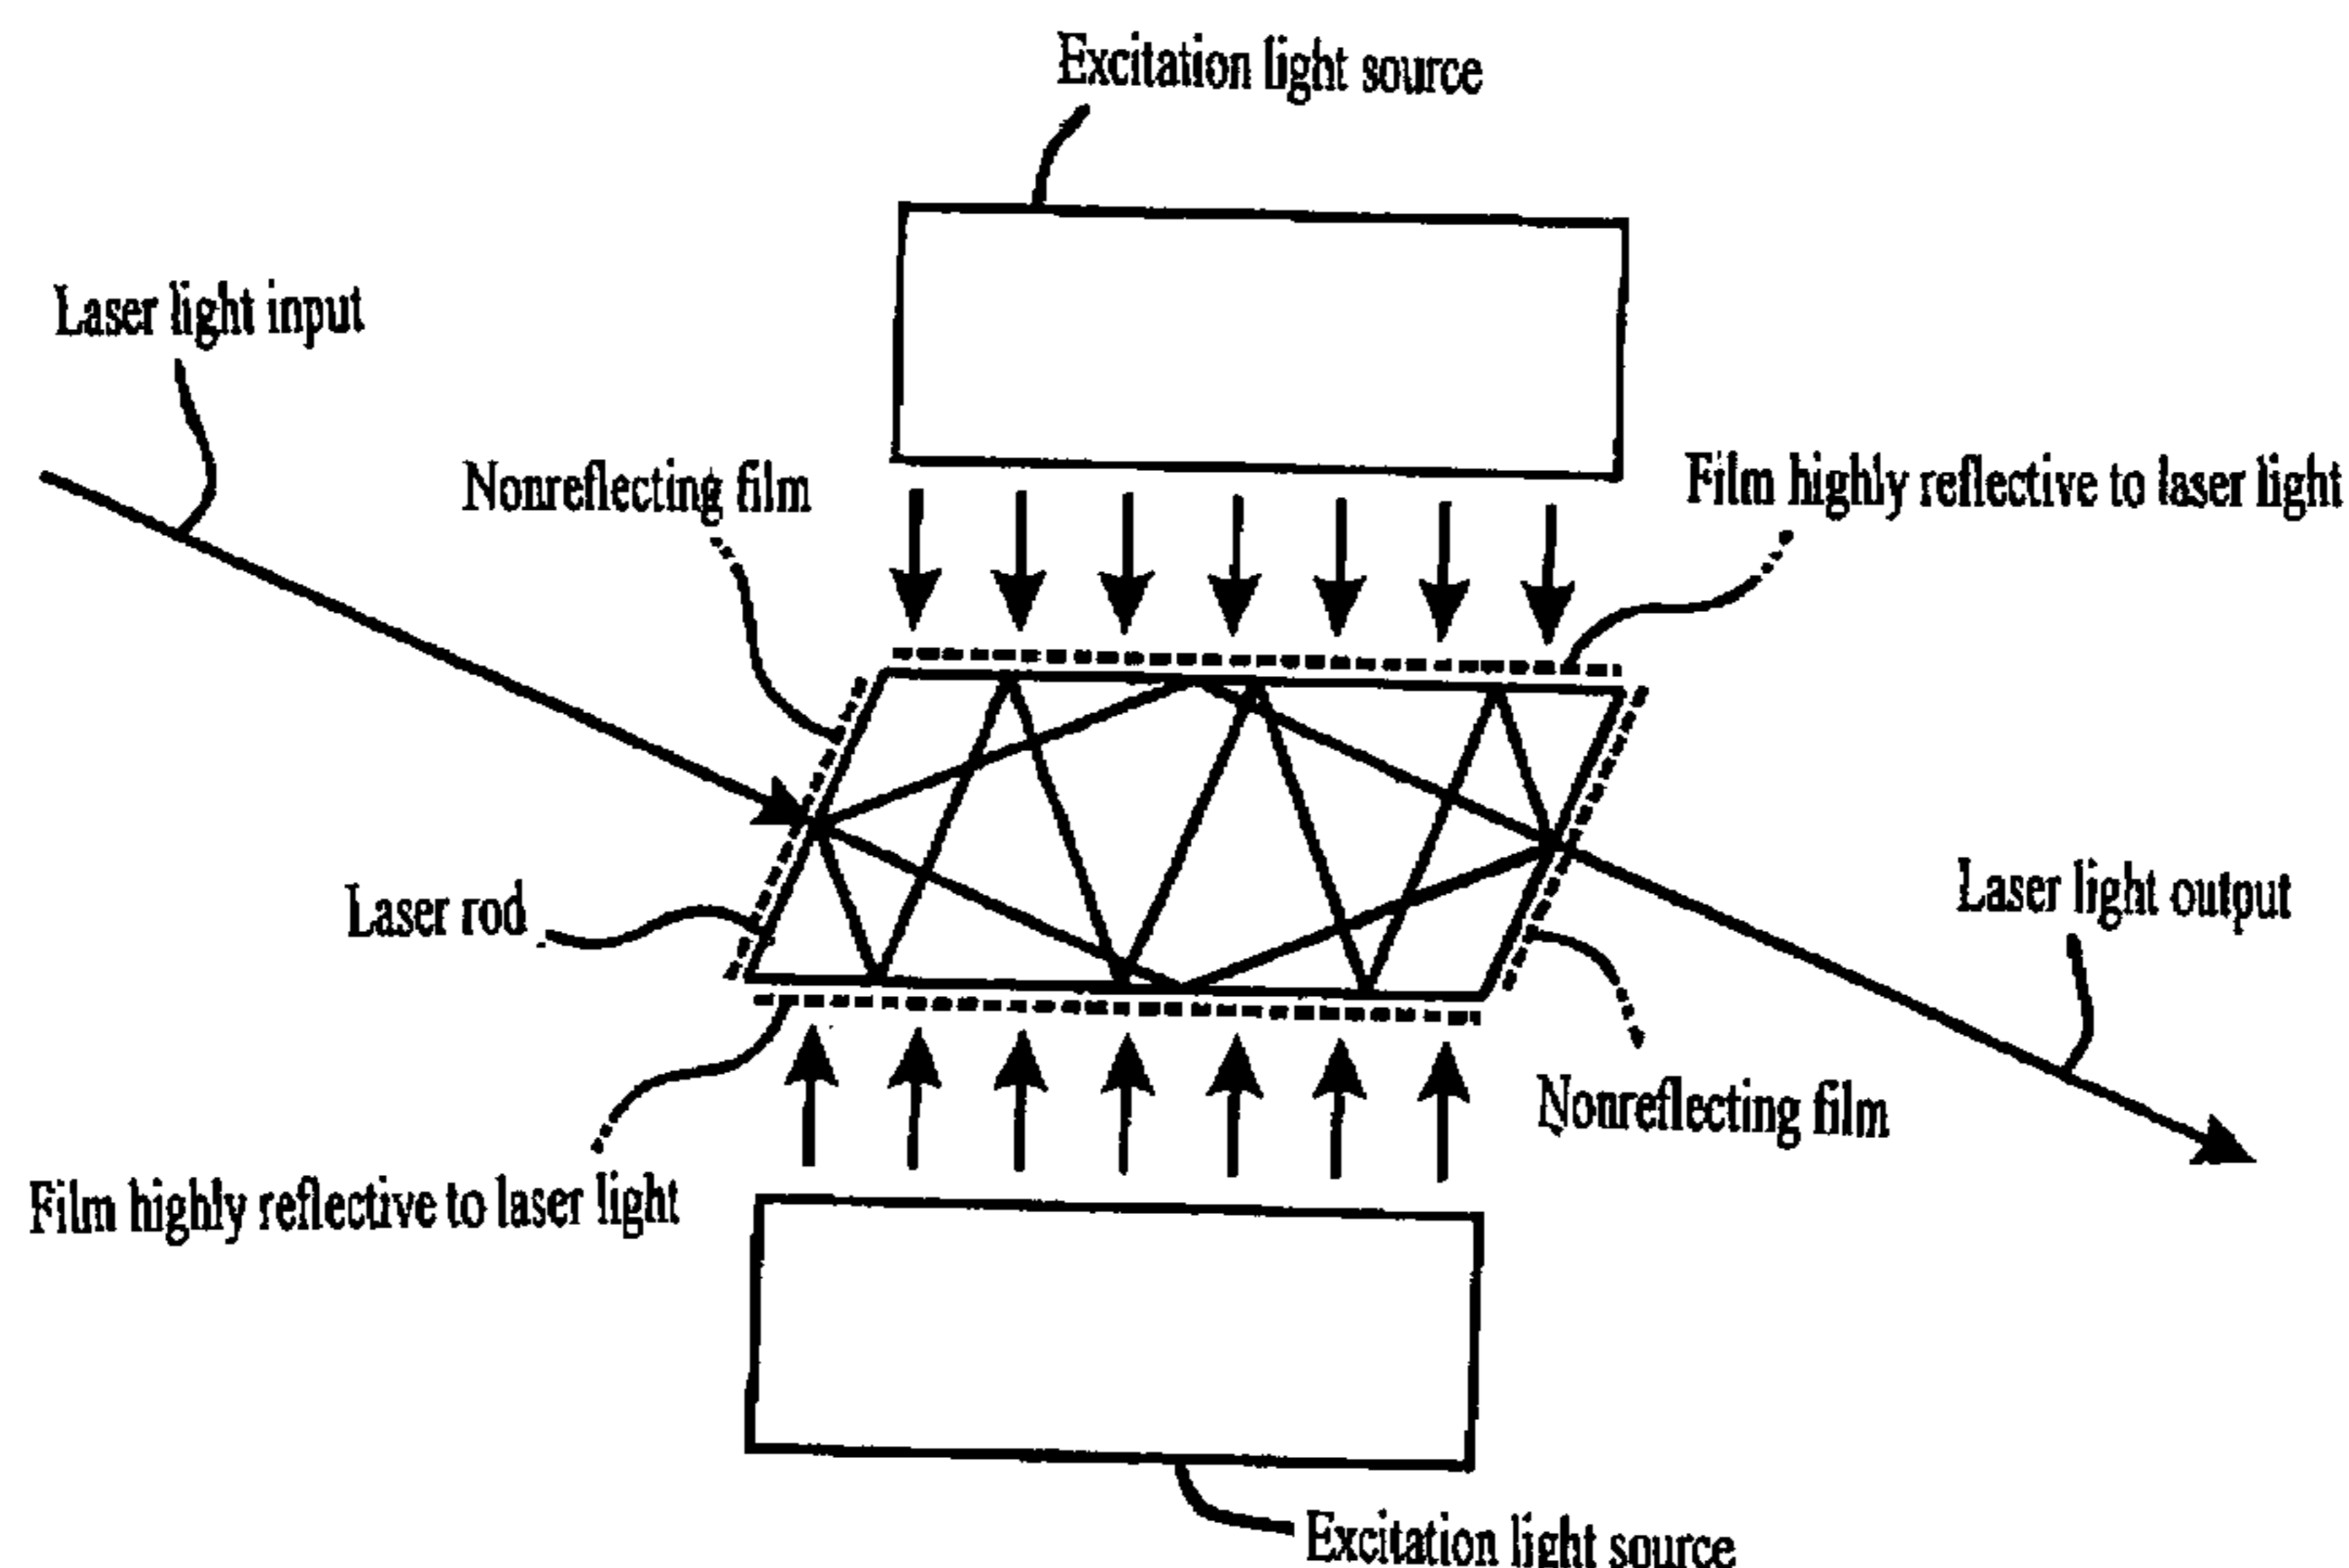 Excitation light source
Laser light input
Nonreflecting film
Film highly reflective to laser light
Laser rod
Laser light output
Nonreflecting film
Film highly reflective to laser light
Excitation light source